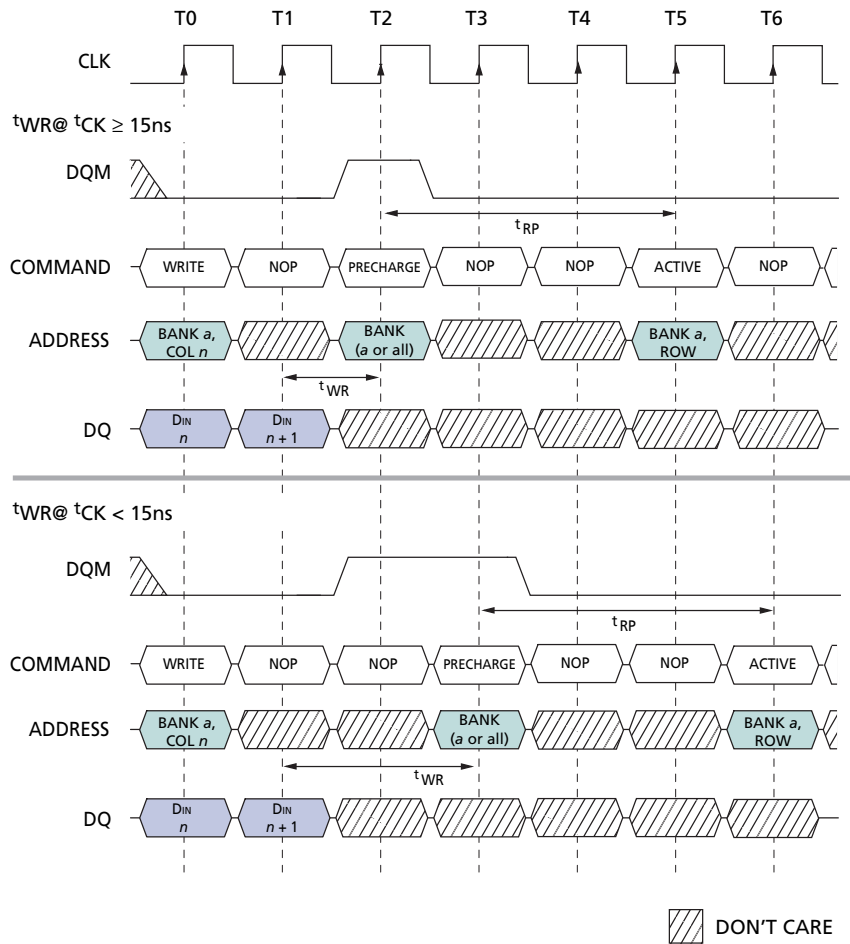 T0 T1 T2 T3 T4 T5 T6
CLK
tWR@ tCK ≥ 15ns
DQM
tRP
COMMAND WRITE NOP PRECHARGE NOP NOP ACTIVE NOP
ADDRESS BANK a, COL n BANK (a or all) BANK a, ROW
tWR
DQ DIN n DIN n + 1
tWR@ tCK < 15ns
DQM
tRP
COMMAND WRITE NOP NOP PRECHARGE NOP NOP ACTIVE
ADDRESS BANK a, COL n BANK (a or all) BANK a, ROW
tWR
DQ DIN n DIN n + 1
DON'T CARE